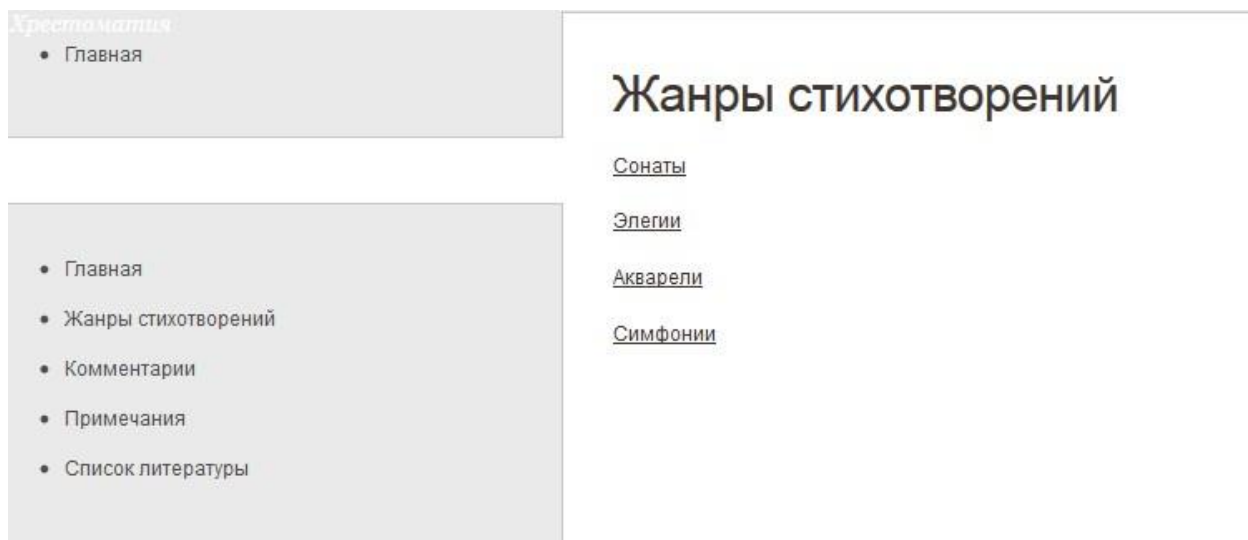 Хрестоматия
Главная
Главная
Жанры стихотворений
Комментарии
Примечания
Список литературы
Жанры стихотворений
Сонаты
Элегии
Акварели
Симфонии